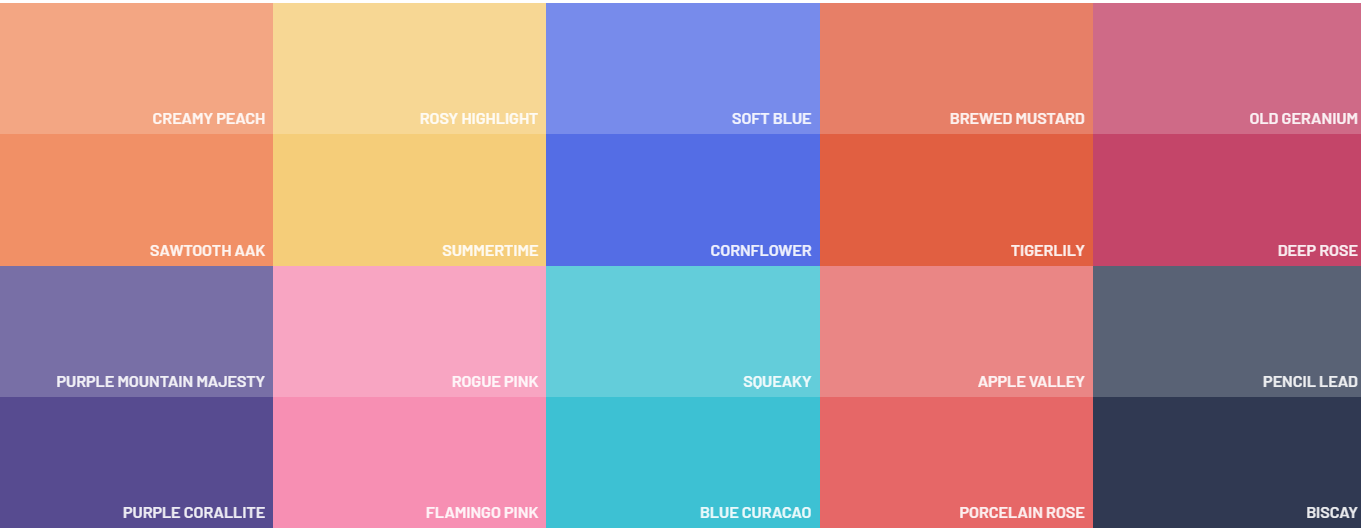 CREAMY PEACH
ROSY HIGHLIGHT
SOFT BLUE
BREWED MUSTARD
OLD GERANIUM
SAWTOOTH AAK
SUMMERTIME
CORNFLOWER
TIGERLILY
DEEP ROSE
PURPLE MOUNTAIN MAJESTY
ROGUE PINK
SQUEAKY
APPLE VALLEY
PENCIL LEAD
PURPLE CORALLITE
FLAMINGO PINK
BLUE CURACAO
PORCELAIN ROSE
BISCAY